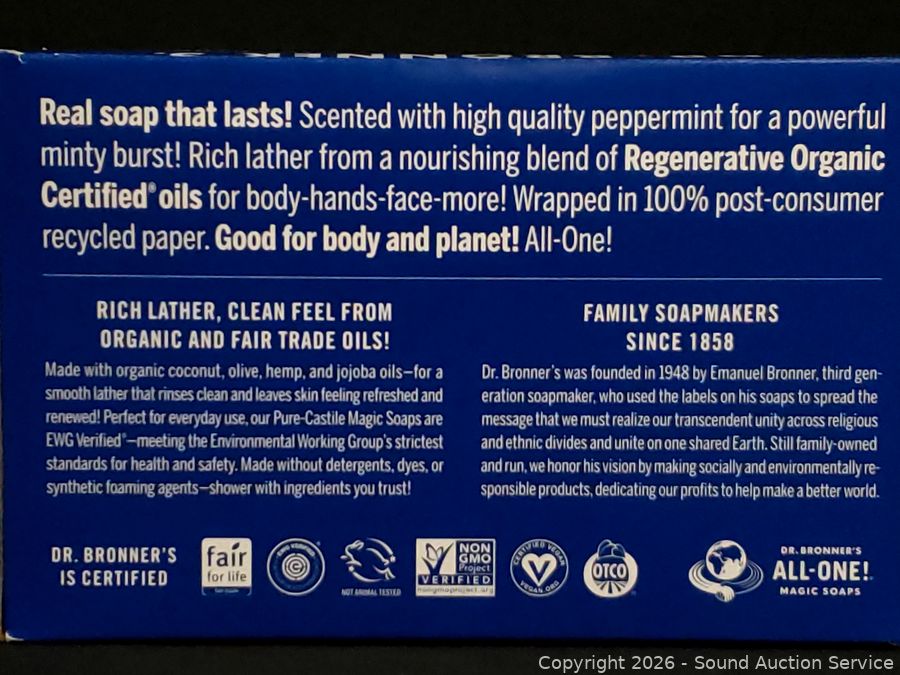 Real soap that lasts! Scented with high quality peppermint for a powerful
minty burst! Rich lather from a nourishing blend of Regenerative Organic
Certified® oils for body-hands-face-more! Wrapped in 100% post-consumer
recycled paper. Good for body and planet! All-One!
RICH LATHER, CLEAN FEEL FROM
ORGANIC AND FAIR TRADE OILS!
Made with organic coconut, olive, hemp, and jojoba oils—for a
smooth lather that rinses clean and leaves skin feeling refreshed and
renewed! Perfect for everyday use, our Pure-Castile Magic Soaps are
EWG Verified®—meeting the Environmental Working Group's strictest
standards for health and safety. Made without detergents, dyes, or
synthetic foaming agents—shower with ingredients you trust!
FAMILY SOAPMAKERS
SINCE 1858
Dr. Bronner's was founded in 1948 by Emanuel Bronner, third gen-
eration soapmaker, who used the labels on his soaps to spread the
message that we must realize our transcendent unity across religious
and ethnic divides and unite on one shared Earth. Still family-owned
and run, we honor his vision by making socially and environmentally re-
sponsible products, dedicating our profits to help make a better world.
DR. BRONNER'S
IS CERTIFIED
fair
for life
EWG VERIFIED
NOT ANIMAL TESTED
NON
GMO
Project
VERIFIED
nongmoproject.org
CERTIFIED VEGAN
VEGAN.ORG
OTCO
DR. BRONNER'S
ALL-ONE!
MAGIC SOAPS
Copyright 2026 - Sound Auction Service